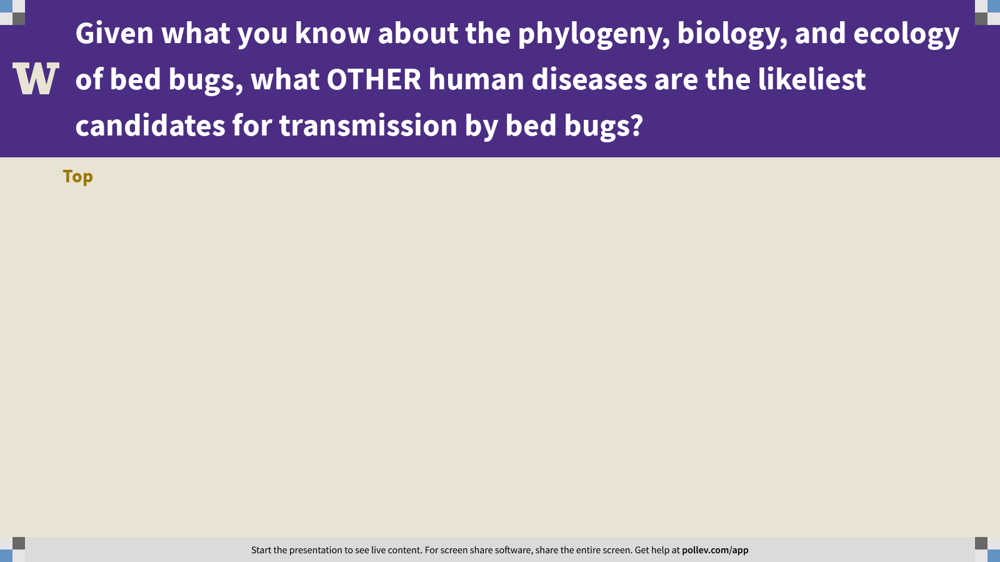 Given what you know about the phylogeny, biology, and ecology
of bed bugs, what OTHER human diseases are the likeliest
candidates for transmission by bed bugs?
W
Top
Start the presentation to see live content. For screen share software, share the entire screen. Get help at pollev.com/app